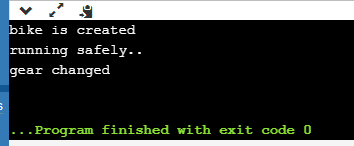 bike is created
running safely..
gear changed
...Program finished with exit code 0